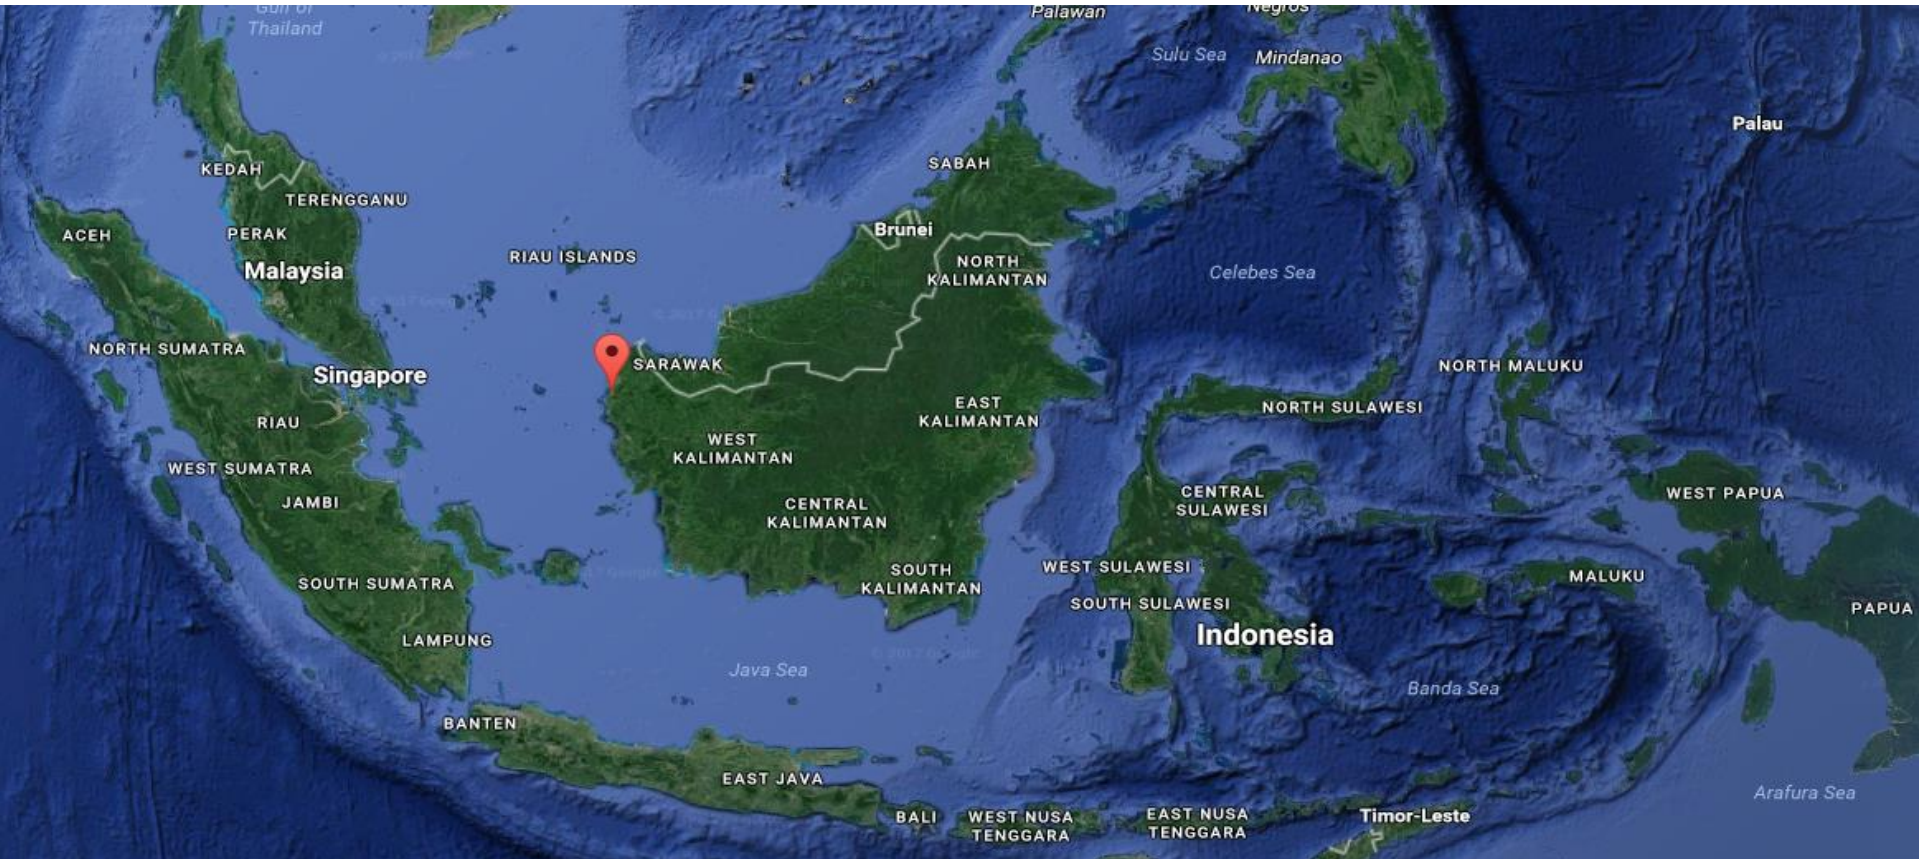 Gulf of
Thailand
Palawan
Negros
Sulu Sea
Mindanao
Palau
KEDAH
SABAH
TERENGGANU
ACEH
PERAK
Brunei
Malaysia
RIAU ISLANDS
NORTH
KALIMANTAN
Celebes Sea
NORTH SUMATRA
SARAWAK
NORTH MALUKU
Singapore
RIAU
EAST
KALIMANTAN
NORTH SULAWESI
WEST
KALIMANTAN
WEST SUMATRA
JAMBI
CENTRAL
KALIMANTAN
CENTRAL
SULAWESI
WEST PAPUA
SOUTH SUMATRA
SOUTH
KALIMANTAN
WEST SULAWESI
MALUKU
SOUTH SULAWESI
PAPUA
LAMPUNG
Indonesia
Java Sea
Banda Sea
BANTEN
EAST JAVA
Arafura Sea
BALI
WEST NUSA
TENGGARA
EAST NUSA
TENGGARA
Timor-Leste